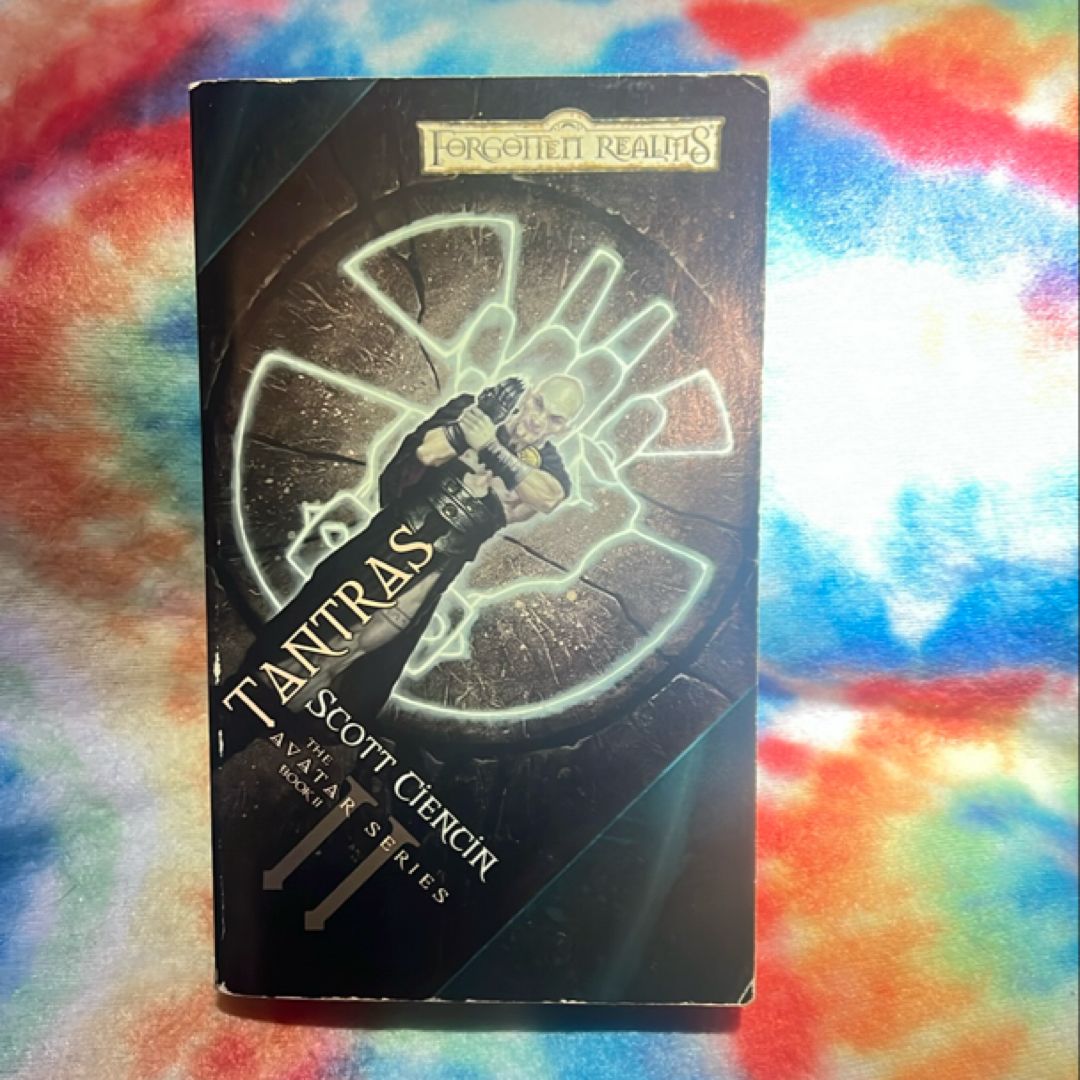 FORGOTTEN REALMS
TANTRAS
SCOTT CIENCIN
THE
AVATAR SERIES
BOOK II
II